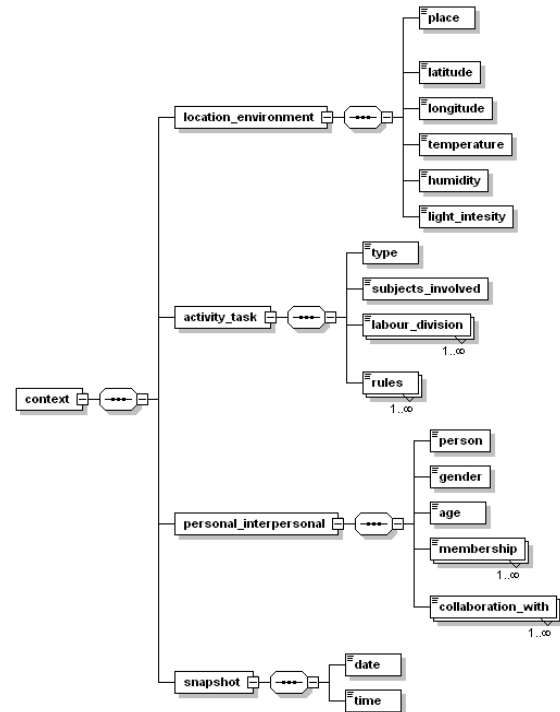 place
latitude
location_environment
longitude
temperature
humidity
light_intesity
type
subjects_involved
activity_task
labour_division
1..∞
rules
1..∞
context
person
gender
personal_interpersonal
age
membership
1..∞
collaboration_with
1..∞
snapshot
date
time